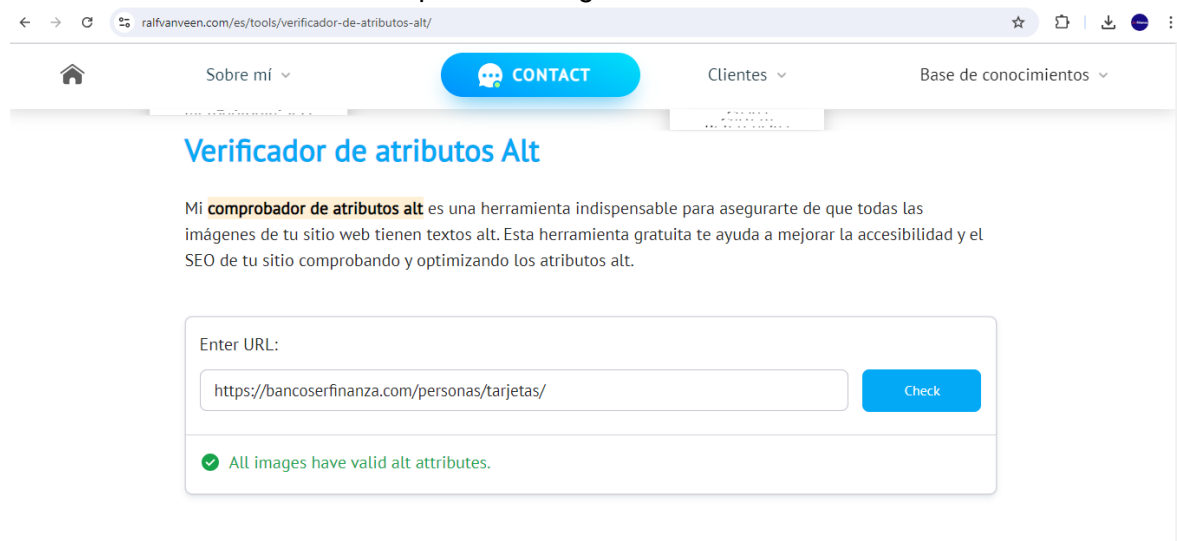 ralfvanveen.com/es/tools/verificador-de-atributos-alt/
Sobre mí
CONTACT
Clientes
Base de conocimientos
Verificador de atributos Alt
Mi comprobador de atributos alt es una herramienta indispensable para asegurarte de que todas las
imágenes de tu sitio web tienen textos alt. Esta herramienta gratuita te ayuda a mejorar la accesibilidad y el
SEO de tu sitio comprobando y optimizando los atributos alt.
Enter URL:
https://bancoserfinanza.com/personas/tarjetas/
Check
All images have valid alt attributes.